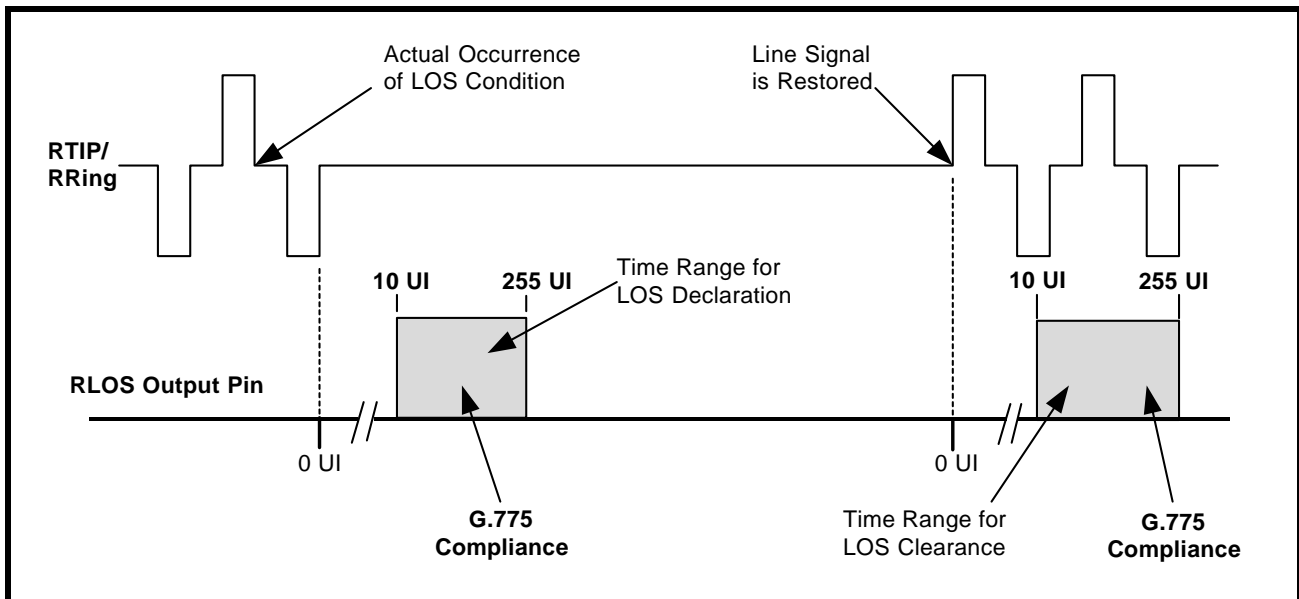 Actual Occurrence
of LOS Condition
Line Signal
is Restored
RTIP/
RRing
10 UI
255 UI
Time Range for
LOS Declaration
10 UI
255 UI
RLOS Output Pin
0 UI
0 UI
G.775
Compliance
Time Range for
LOS Clearance
G.775
Compliance